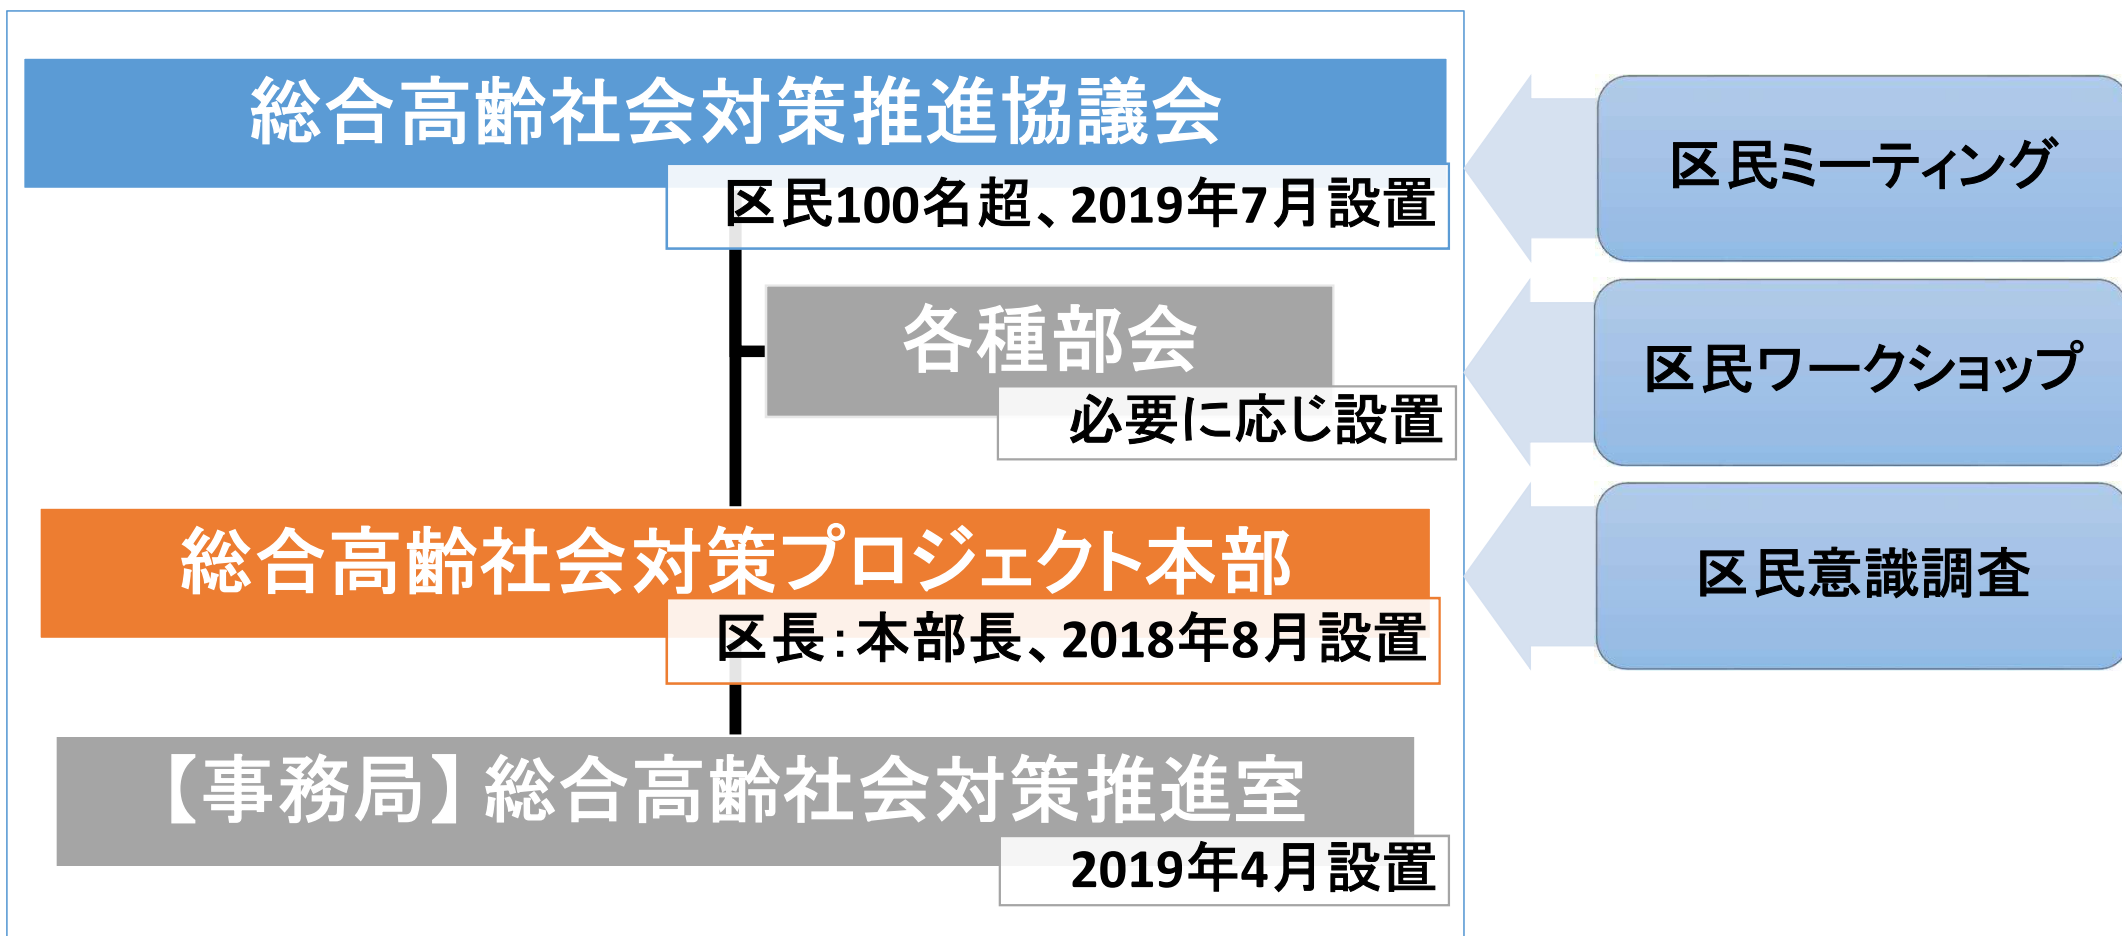 総合高齢社会対策推進協議会
区民100名超、2019年7月設置
各種部会
必要に応じ設置
総合高齢社会対策プロジェクト本部
区長:本部長、2018年8月設置
【事務局】総合高齢社会対策推進室
2019年4月設置
区民ミーティング
区民ワークショップ
区民意識調査